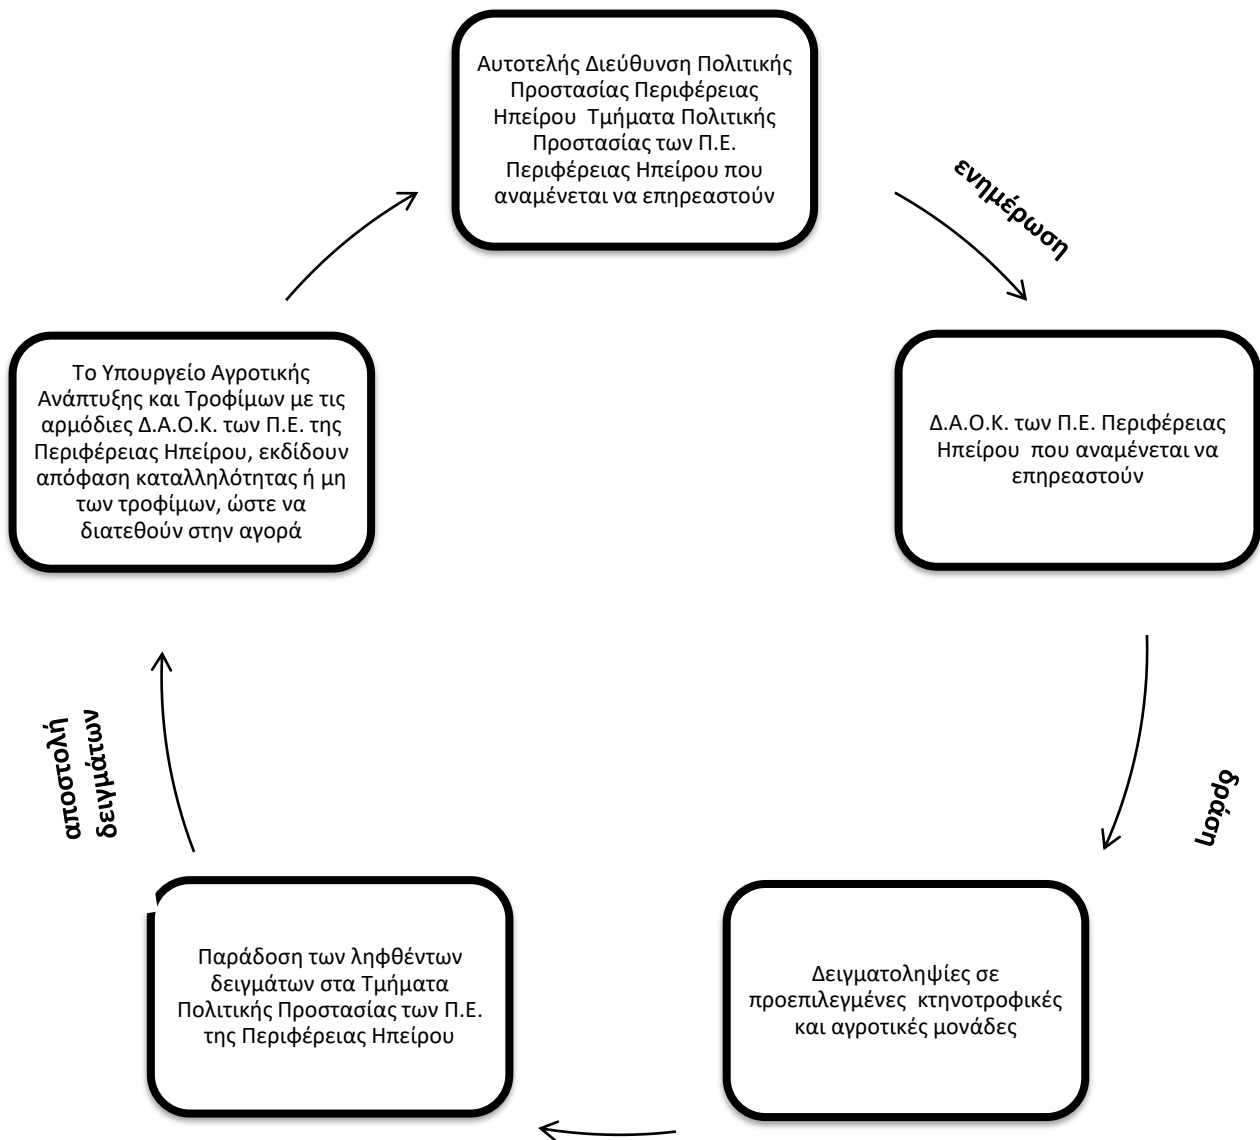 Αυτοτελής Διεύθυνση Πολιτικής
Προστασίας Περιφέρειας
Ηπείρου Τμήματα Πολιτικής
Προστασίας των Π.Ε.
Περιφέρειας Ηπείρου που
αναμένεται να επηρεαστούν
ενημέρωση
Δ.Α.Ο.Κ. των Π.Ε. Περιφέρειας
Ηπείρου που αναμένεται να
επηρεαστούν
δράση
Δειγματοληψίες σε
προεπιλεγμένες κτηνοτροφικές
και αγροτικές μονάδες
Παράδοση των ληφθέντων
δειγμάτων στα Τμήματα
Πολιτικής Προστασίας των Π.Ε.
της Περιφέρειας Ηπείρου
αποστολή
δειγμάτων
Το Υπουργείο Αγροτικής
Ανάπτυξης και Τροφίμων με τις
αρμόδιες Δ.Α.Ο.Κ. των Π.Ε. της
Περιφέρειας Ηπείρου, εκδίδουν
απόφαση καταλληλότητας ή μη
των τροφίμων, ώστε να
διατεθούν στην αγορά